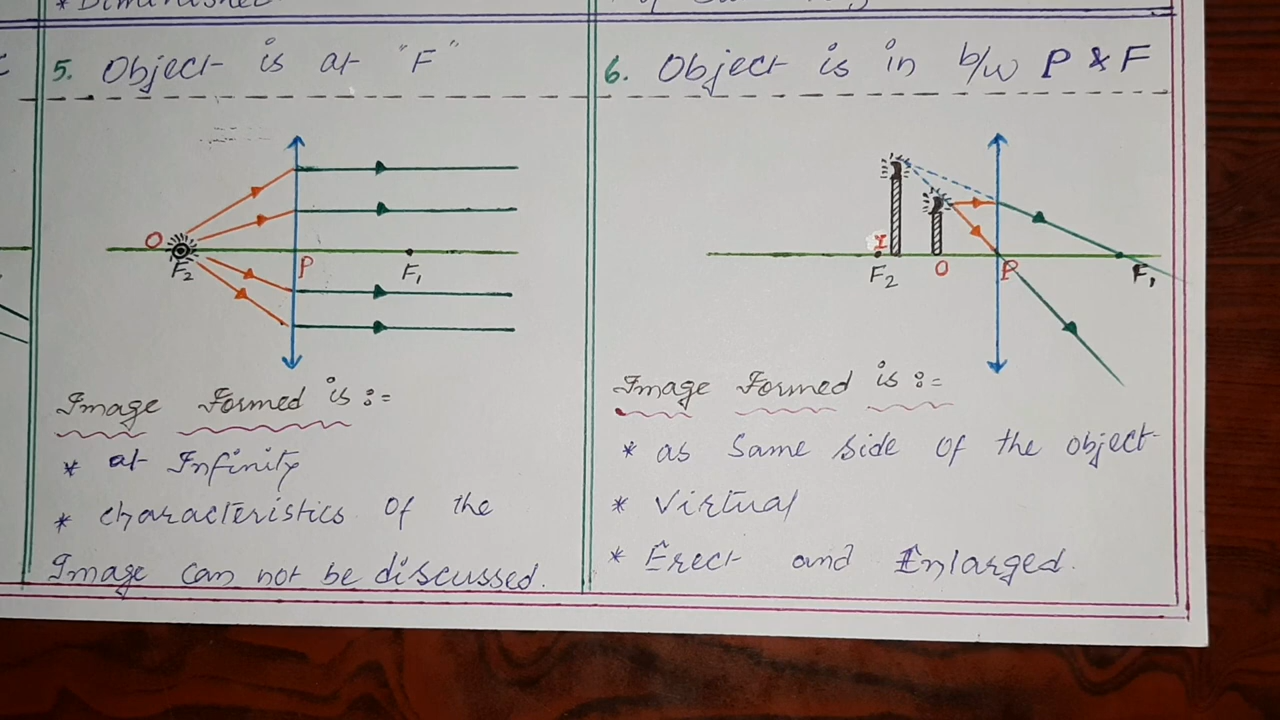 * Diminished
5. Object is at "F"
O
F₂
P
F₁
Image Formed is :=
* at Infinity
* characteristics of the
Image can not be discussed.
6. Object is in b/w P & F
I
F₂
O
P
F₁
Image Formed is :=
* as Same side of the object
* Virtual
* Erect and Enlarged.